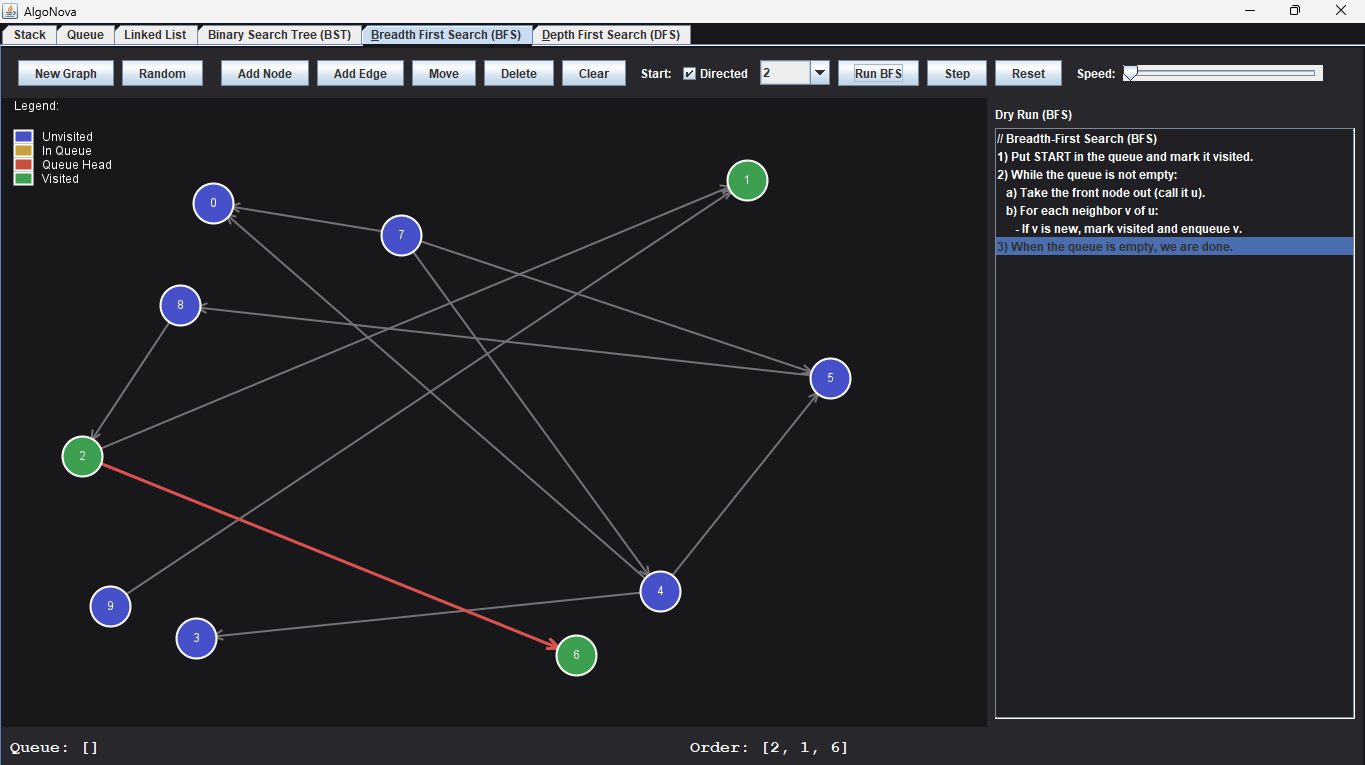 AlgoNova
Stack Queue Linked List Binary Search Tree (BST) Breadth First Search (BFS) Depth First Search (DFS)
New Graph Random Add Node Add Edge Move Delete Clear Start: Directed 2 Run BFS Step Reset Speed:
Legend:
Unvisited
In Queue
Queue Head
Visited
1
0
7
8
5
2
4
9
3
6
Dry Run (BFS)
// Breadth-First Search (BFS)
1) Put START in the queue and mark it visited.
2) While the queue is not empty:
a) Take the front node out (call it u).
b) For each neighbor v of u:
- If v is new, mark visited and enqueue v.
3) When the queue is empty, we are done.
Queue: [] Order: [2, 1, 6]